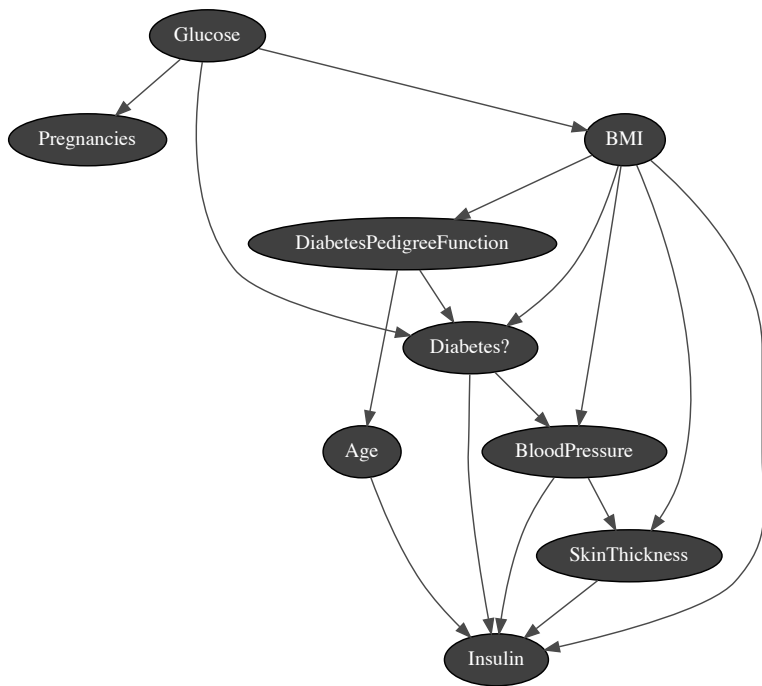 Glucose
Pregnancies
BMI
DiabetesPedigreeFunction
Diabetes?
Age
BloodPressure
SkinThickness
Insulin